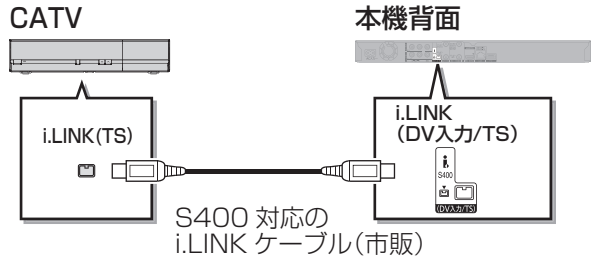 CATV
本機背面
i.LINK(TS)
i.LINK
（DV入力/TS）
S400
(DV入力/TS)
S400 対応の
i.LINK ケーブル（市販）